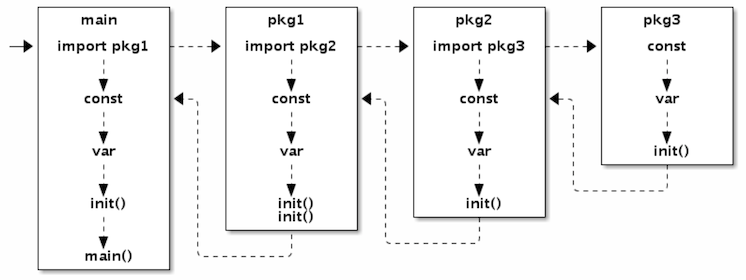 main
import pkg1
const
var
init()
main()
pkg1
import pkg2
const
var
init()
init()
pkg2
import pkg3
const
var
init()
pkg3
const
var
init()